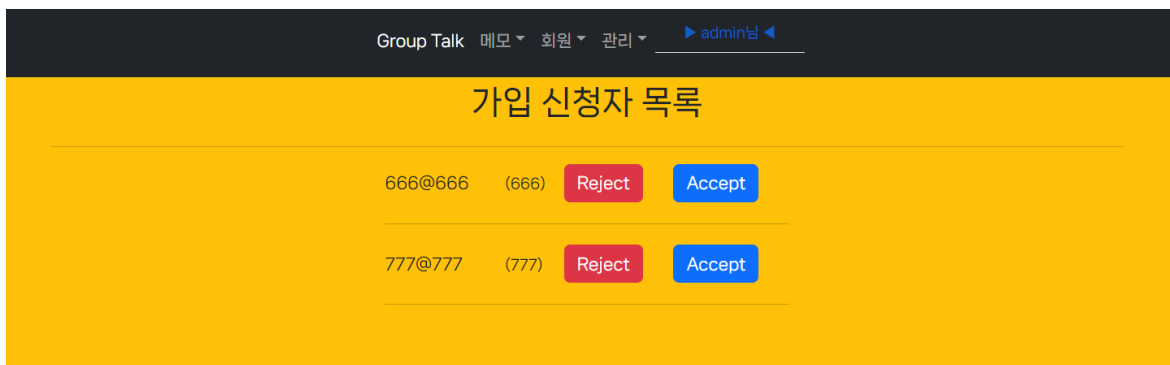 Group Talk 메모 회원 관리 ▶ admin님 ◀
가입 신청자 목록
666@666 (666) Reject Accept
777@777 (777) Reject Accept